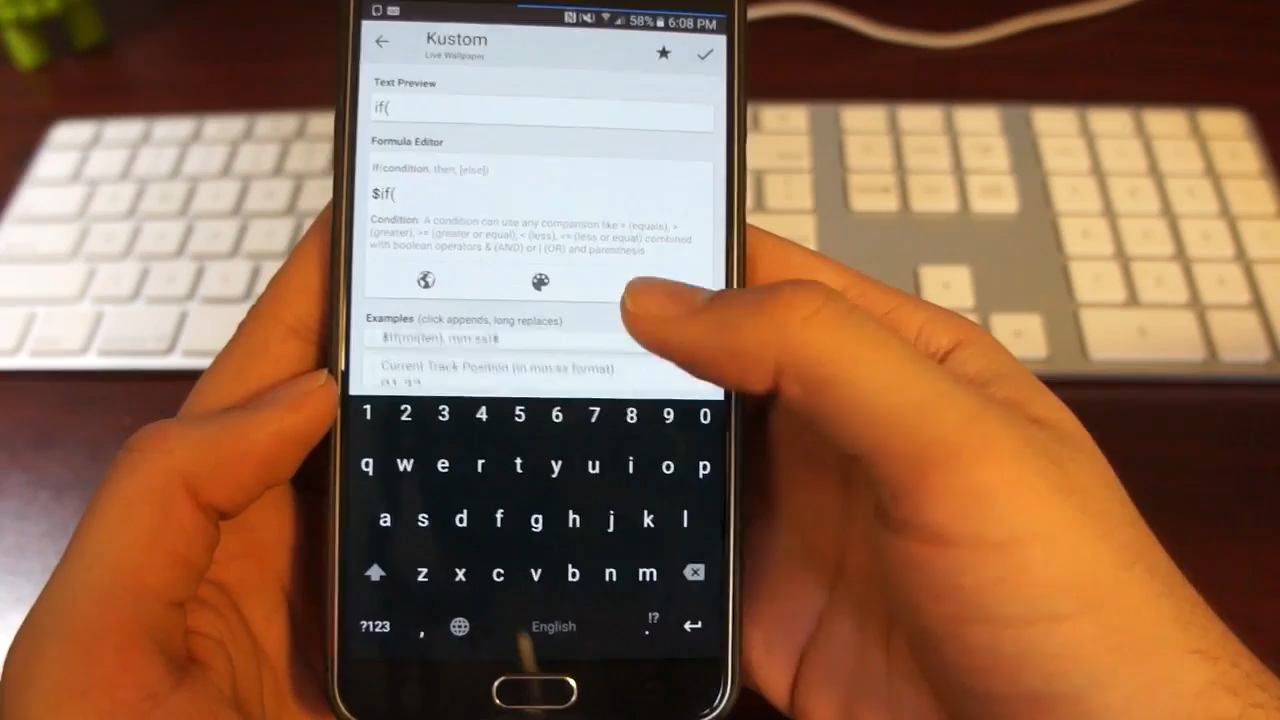 58% 6:08 PM
Kustom
Live Wallpaper
Text Preview
if(
Formula Editor
if(condition, then, [else])
$if(
Condition: A condition can use any comparison like = (equals), >
(greater), >= (greater or equal), < (less), <= (less or equal) combined
with boolean operators & (AND) or | (OR) and parenthesis
Examples (click appends, long replaces)
Current Track Position (in mm:ss format)
1 2 3 4 5 6 7 8 9 0
q w e r t y u i o p
a s d f g h j k l
z x c v b n m
?123 , English !? .